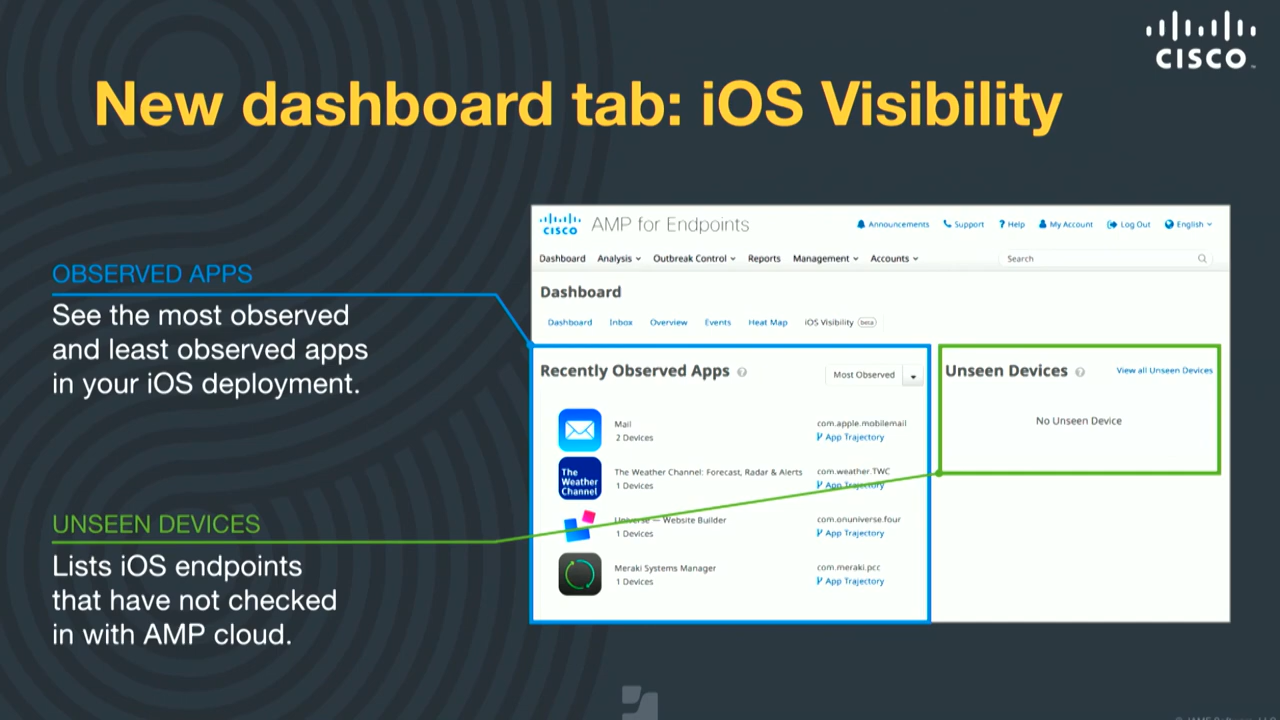 CISCO
New dashboard tab: iOS Visibility
OBSERVED APPS
See the most observed
and least observed apps
in your iOS deployment.
UNSEEN DEVICES
Lists iOS endpoints
that have not checked
in with AMP cloud.
CISCO AMP for Endpoints
Announcements Support ? Help My Account Log Out English
Dashboard Analysis Outbreak Control Reports Management Accounts Search
Dashboard
Dashboard Inbox Overview Events Heat Map iOS Visibility beta
Recently Observed Apps ? Most Observed
Mail com.apple.mobilemail
2 Devices App Trajectory
The Weather Channel
The Weather Channel: Forecast, Radar & Alerts com.weather.TWC
1 Devices App Trajectory
Universe — Website Builder com.onuniverse.four
1 Devices App Trajectory
Meraki Systems Manager com.meraki.pcc
1 Devices App Trajectory
Unseen Devices ? View all Unseen Devices
No Unseen Device